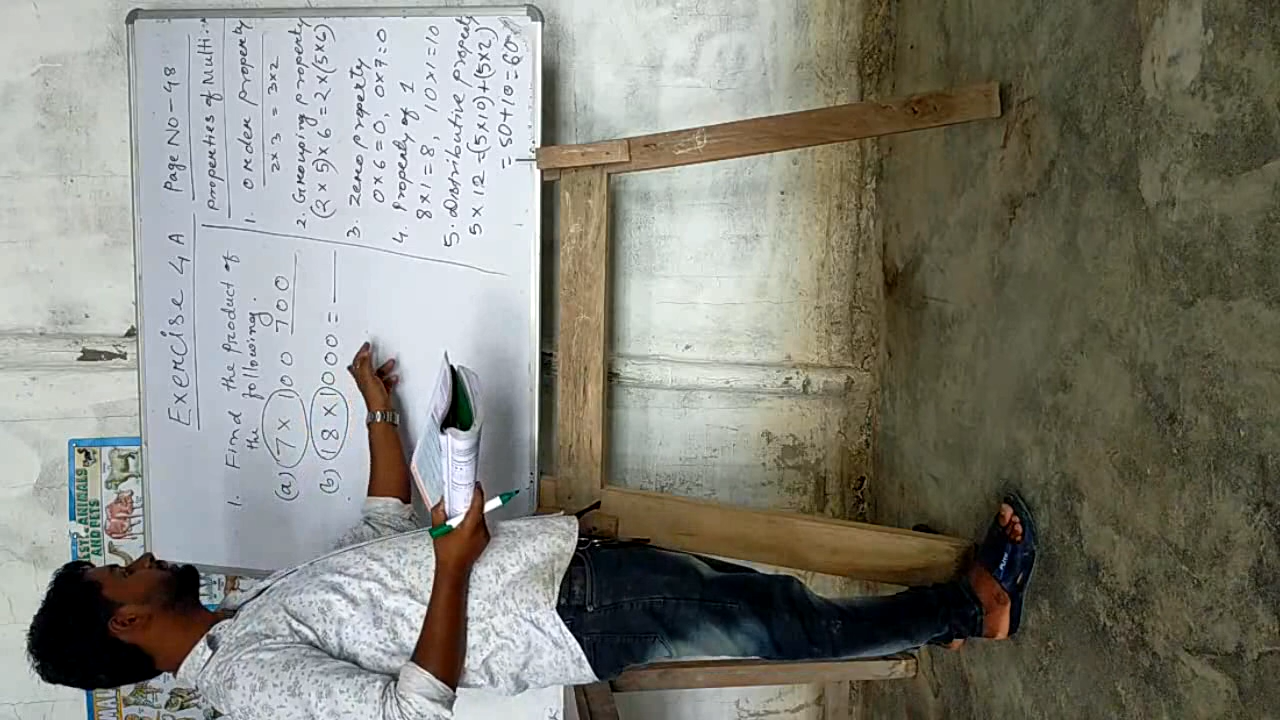 Exercise 4 A Page No-48
1. Find the product of
the following.
(a) 7 x 100 700
(b) 18 x 1000 =
Properties of Multi..
1. order property
2 x 3 = 3 x 2
2. Grouping property
(2 x 5) x 6 = 2 x (5 x 6)
3. zero property
0 x 6 = 0, 0 x 7 = 0
4. Property of 1
8 x 1 = 8, 10 x 1 = 10
5. Distributive property
5 x 12 = (5 x 10) + (5 x 2)
= 50 + 10 = 60
ANIMALS
AND PETS